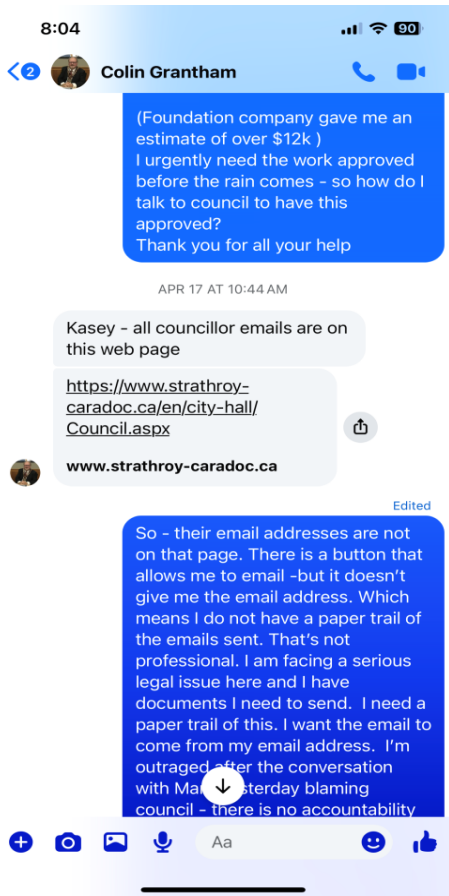 8:04
90
2
Colin Grantham
(Foundation company gave me an
estimate of over $12k )
I urgently need the work approved
before the rain comes - so how do I
talk to council to have this
approved?
Thank you for all your help
APR 17 AT 10:44 AM
Kasey - all councillor emails are on
this web page
https://www.strathroy-
caradoc.ca/en/city-hall/
Council.aspx
www.strathroy-caradoc.ca
Edited
So - their email addresses are not
on that page. There is a button that
allows me to email -but it doesn't
give me the email address. Which
means I do not have a paper trail of
the emails sent. That's not
professional. I am facing a serious
legal issue here and I have
documents I need to send.  I need a
paper trail of this. I want the email to
come from my email address.  I'm
outraged after the conversation
with sterday blaming
council - there is no accountability
Aa